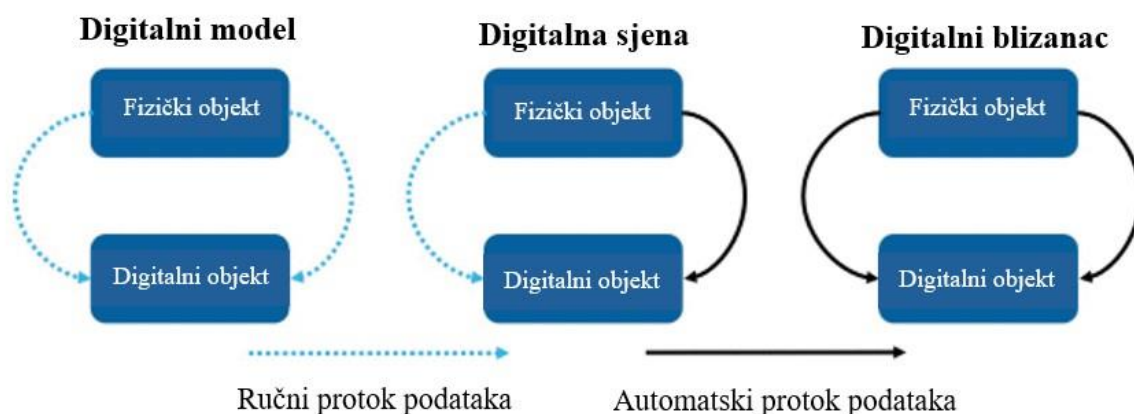 Digitalni model
Digitalna sjena
Digitalni blizanac
Fizički objekt
Fizički objekt
Fizički objekt
Digitalni objekt
Digitalni objekt
Digitalni objekt
Ručni protok podataka
Automatski protok podataka